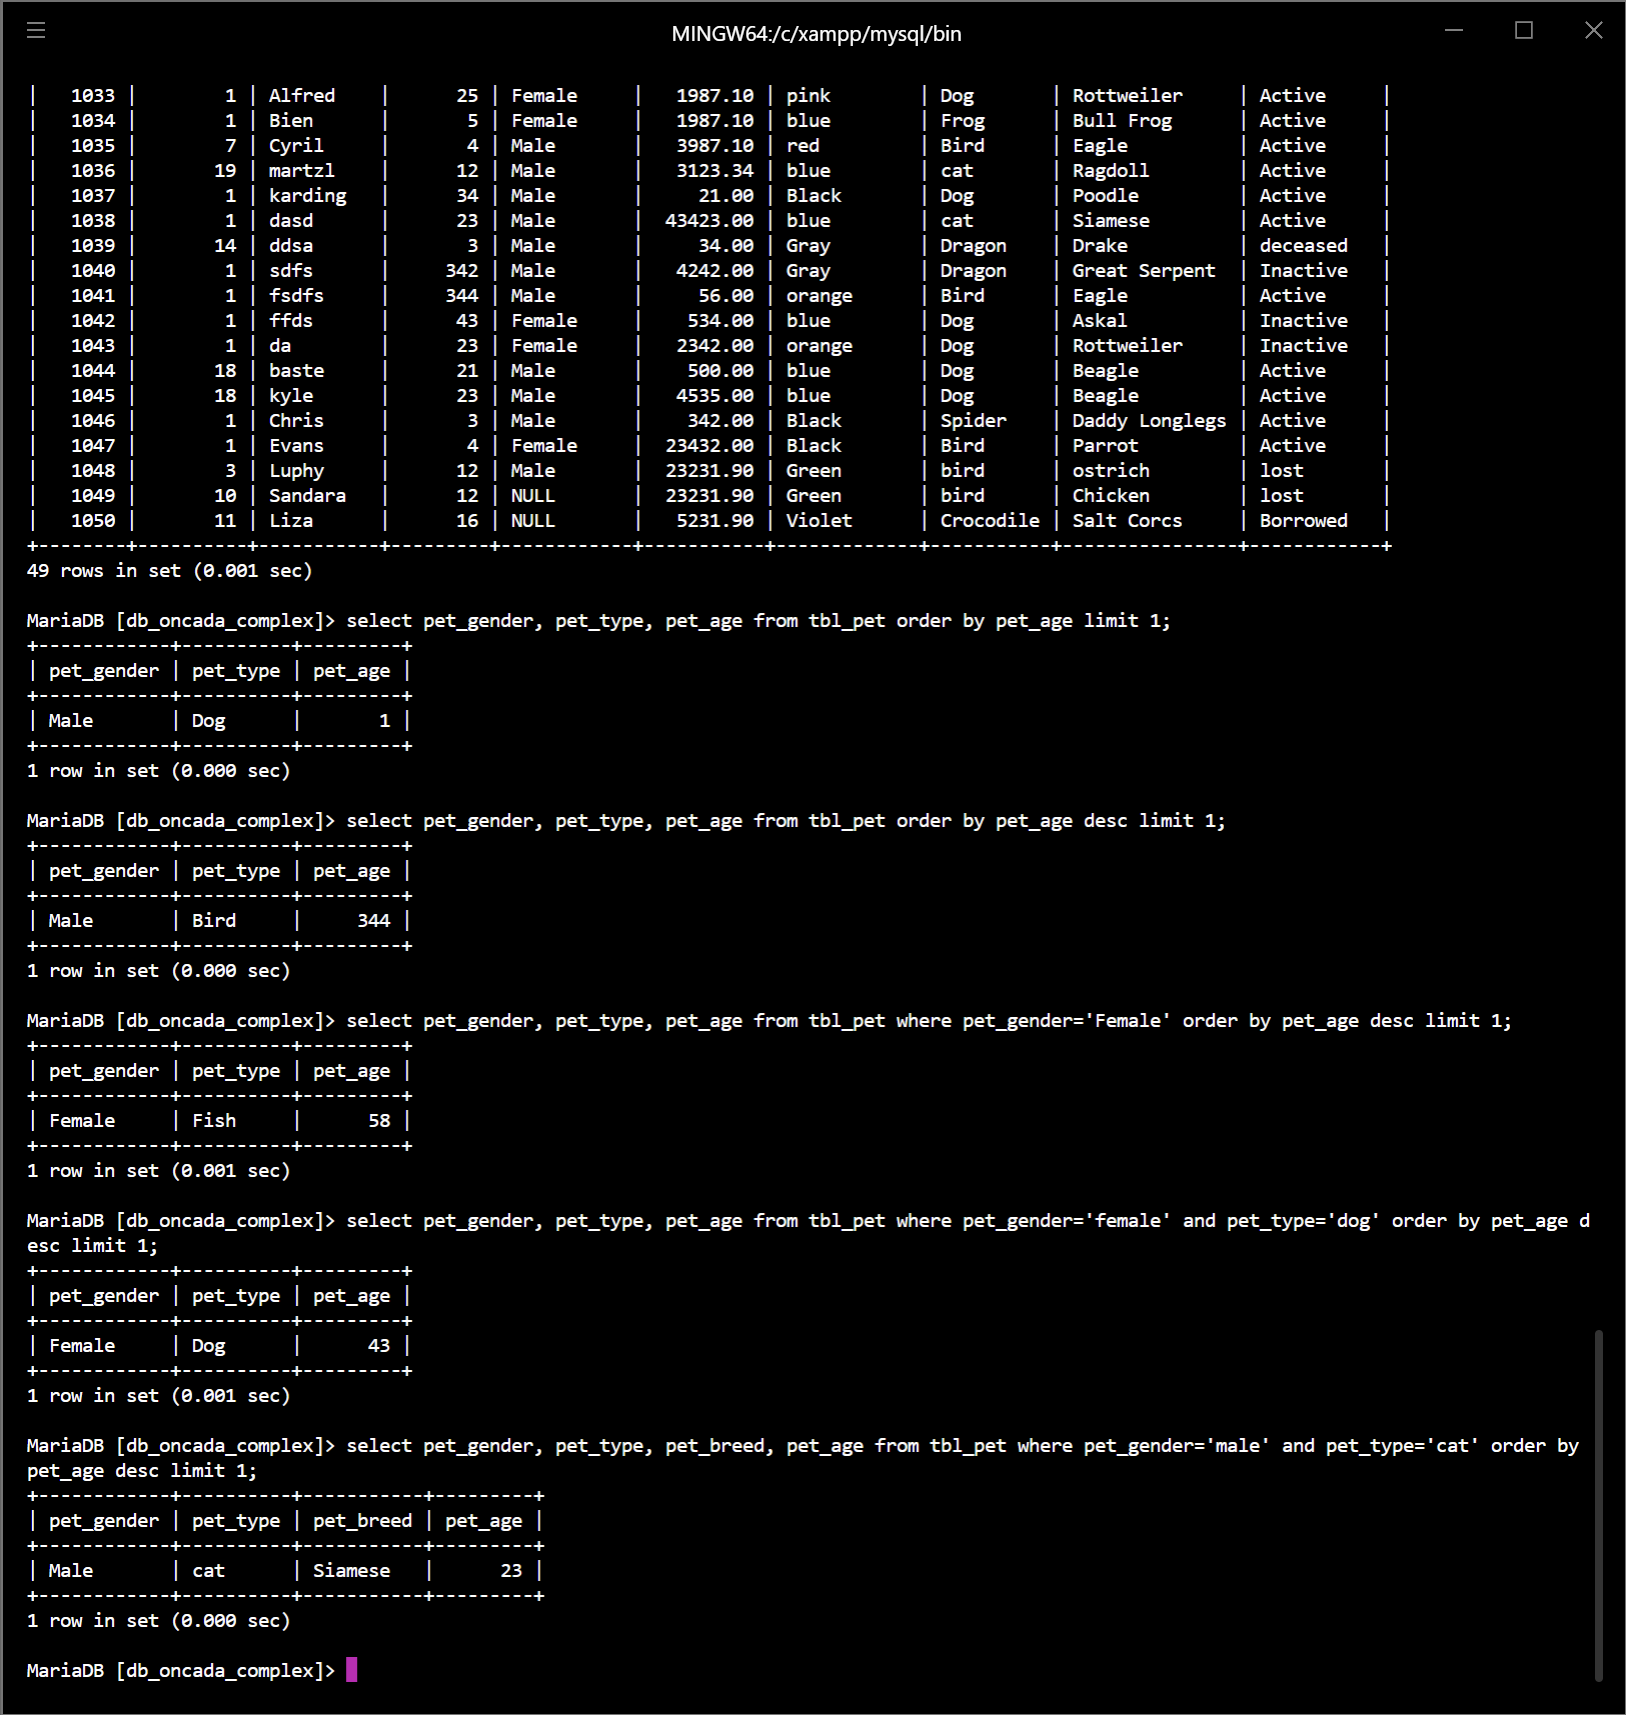 MINGW64:/c/xampp/mysql/bin
|   1033 |        1 | Alfred    |      25 | Female     |   1987.10 | pink        | Dog       | Rottweiler     | Active     |
|   1034 |        1 | Bien      |       5 | Female     |   1987.10 | blue        | Frog      | Bull Frog      | Active     |
|   1035 |        7 | Cyril     |       4 | Male       |   3987.10 | red         | Bird      | Eagle          | Active     |
|   1036 |       19 | martzl    |      12 | Male       |   3123.34 | blue        | cat       | Ragdoll        | Active     |
|   1037 |        1 | karding   |      34 | Male       |     21.00 | Black       | Dog       | Poodle         | Active     |
|   1038 |        1 | dasd      |      23 | Male       |  43423.00 | blue        | cat       | Siamese        | Active     |
|   1039 |       14 | ddsa      |       3 | Male       |     34.00 | Gray        | Dragon    | Drake          | deceased   |
|   1040 |        1 | sdfs      |     342 | Male       |   4242.00 | Gray        | Dragon    | Great Serpent  | Inactive   |
|   1041 |        1 | fsdfs     |     344 | Male       |     56.00 | orange      | Bird      | Eagle          | Active     |
|   1042 |        1 | ffds      |      43 | Female     |    534.00 | blue        | Dog       | Askal          | Inactive   |
|   1043 |        1 | da        |      23 | Female     |   2342.00 | orange      | Dog       | Rottweiler     | Inactive   |
|   1044 |       18 | baste     |      21 | Male       |    500.00 | blue        | Dog       | Beagle         | Active     |
|   1045 |       18 | kyle      |      23 | Male       |   4535.00 | blue        | Dog       | Beagle         | Active     |
|   1046 |        1 | Chris     |       3 | Male       |    342.00 | Black       | Spider    | Daddy Longlegs | Active     |
|   1047 |        1 | Evans     |       4 | Female     |  23432.00 | Black       | Bird      | Parrot         | Active     |
|   1048 |        3 | Luphy     |      12 | Male       |  23231.90 | Green       | bird      | ostrich        | lost       |
|   1049 |       10 | Sandara   |      12 | NULL       |  23231.90 | Green       | bird      | Chicken        | lost       |
|   1050 |       11 | Liza      |      16 | NULL       |   5231.90 | Violet      | Crocodile | Salt Corcs     | Borrowed   |
+--------+----------+-----------+---------+------------+-----------+-------------+-----------+----------------+------------+
49 rows in set (0.001 sec)
MariaDB [db_oncada_complex]> select pet_gender, pet_type, pet_age from tbl_pet order by pet_age limit 1;
+------------+----------+---------+
| pet_gender | pet_type | pet_age |
+------------+----------+---------+
| Male       | Dog      |       1 |
+------------+----------+---------+
1 row in set (0.000 sec)
MariaDB [db_oncada_complex]> select pet_gender, pet_type, pet_age from tbl_pet order by pet_age desc limit 1;
+------------+----------+---------+
| pet_gender | pet_type | pet_age |
+------------+----------+---------+
| Male       | Bird     |     344 |
+------------+----------+---------+
1 row in set (0.000 sec)
MariaDB [db_oncada_complex]> select pet_gender, pet_type, pet_age from tbl_pet where pet_gender='Female' order by pet_age desc limit 1;
+------------+----------+---------+
| pet_gender | pet_type | pet_age |
+------------+----------+---------+
| Female     | Fish     |      58 |
+------------+----------+---------+
1 row in set (0.001 sec)
MariaDB [db_oncada_complex]> select pet_gender, pet_type, pet_age from tbl_pet where pet_gender='female' and pet_type='dog' order by pet_age d
esc limit 1;
+------------+----------+---------+
| pet_gender | pet_type | pet_age |
+------------+----------+---------+
| Female     | Dog      |      43 |
+------------+----------+---------+
1 row in set (0.001 sec)
MariaDB [db_oncada_complex]> select pet_gender, pet_type, pet_breed, pet_age from tbl_pet where pet_gender='male' and pet_type='cat' order by
pet_age desc limit 1;
+------------+----------+-----------+---------+
| pet_gender | pet_type | pet_breed | pet_age |
+------------+----------+-----------+---------+
| Male       | cat      | Siamese   |      23 |
+------------+----------+-----------+---------+
1 row in set (0.000 sec)
MariaDB [db_oncada_complex]>